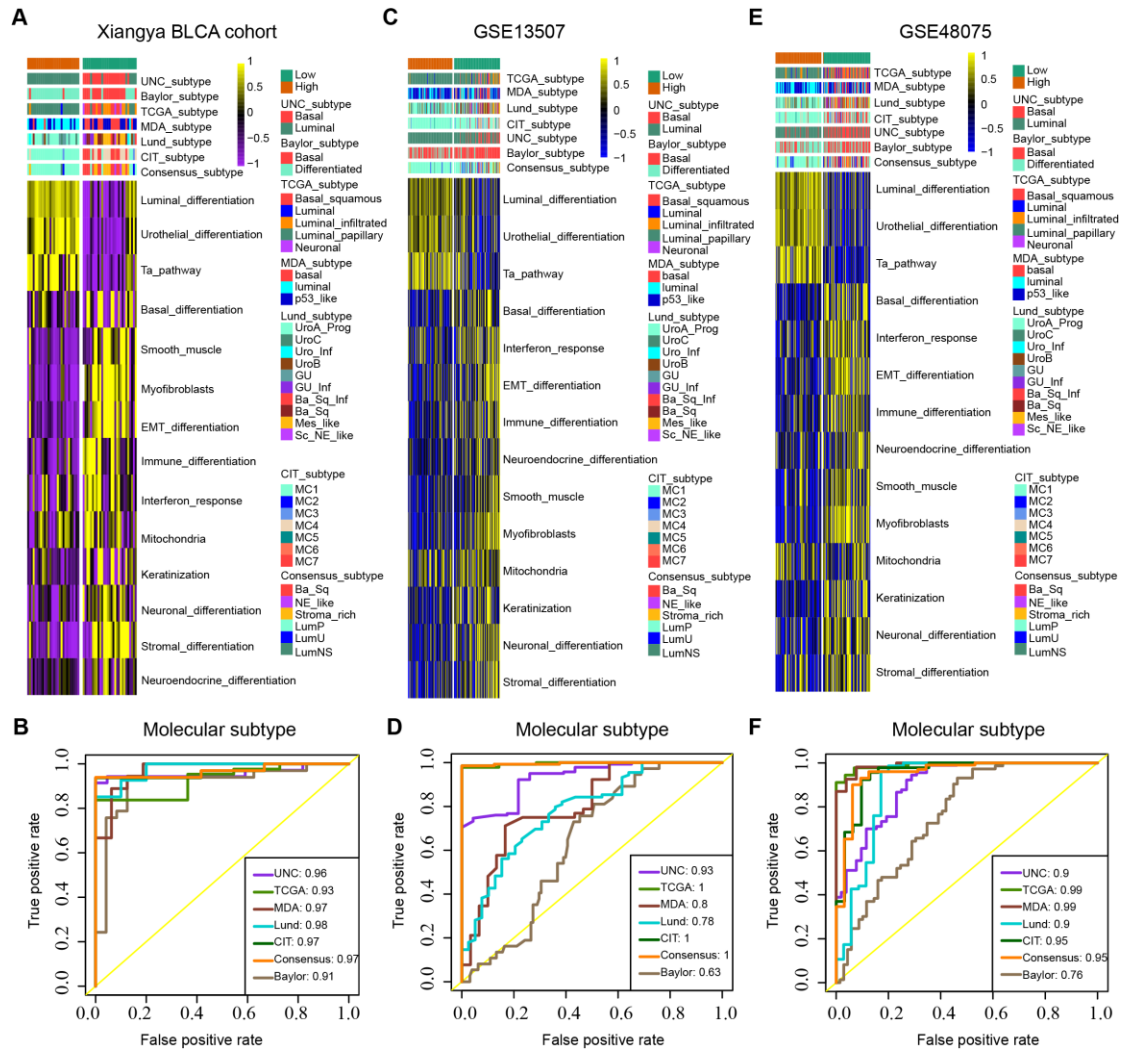 A
Xiangya BLCA cohort
1
0.5
0
−0.5
−1
UNC_subtype
Baylor_subtype
TCGA_subtype
MDA_subtype
Lund_subtype
CIT_subtype
Consensus_subtype
Luminal_differentiation
Urothelial_differentiation
Ta_pathway
Basal_differentiation
Smooth_muscle
Myofibroblasts
EMT_differentiation
Immune_differentiation
Interferon_response
Mitochondria
Keratinization
Neuronal_differentiation
Stromal_differentiation
Neuroendocrine_differentiation
Low
High
UNC_subtype
Basal
Luminal
Baylor_subtype
Basal
Differentiated
TCGA_subtype
Basal_squamous
Luminal
Luminal_infiltrated
Luminal_papillary
Neuronal
MDA_subtype
basal
luminal
p53_like
Lund_subtype
UroA_Prog
UroC
Uro_Inf
UroB
GU
GU_Inf
Ba_Sq_Inf
Ba_Sq
Mes_like
Sc_NE_like
CIT_subtype
MC1
MC2
MC3
MC4
MC5
MC6
MC7
Consensus_subtype
Ba_Sq
NE_like
Stroma_rich
LumP
LumU
LumNS
C
GSE13507
1
0.5
0
−0.5
−1
TCGA_subtype
MDA_subtype
Lund_subtype
CIT_subtype
UNC_subtype
Baylor_subtype
Consensus_subtype
Luminal_differentiation
Urothelial_differentiation
Ta_pathway
Basal_differentiation
Interferon_response
EMT_differentiation
Immune_differentiation
Neuroendocrine_differentiation
Smooth_muscle
Myofibroblasts
Mitochondria
Keratinization
Neuronal_differentiation
Stromal_differentiation
Low
High
UNC_subtype
Basal
Luminal
Baylor_subtype
Basal
Differentiated
TCGA_subtype
Basal_squamous
Luminal
Luminal_infiltrated
Luminal_papillary
Neuronal
MDA_subtype
basal
luminal
p53_like
Lund_subtype
UroA_Prog
UroC
Uro_Inf
UroB
GU
GU_Inf
Ba_Sq_Inf
Ba_Sq
Mes_like
Sc_NE_like
CIT_subtype
MC1
MC2
MC3
MC4
MC5
MC6
MC7
Consensus_subtype
Ba_Sq
NE_like
Stroma_rich
LumP
LumU
LumNS
E
GSE48075
1
0.5
0
−0.5
−1
TCGA_subtype
MDA_subtype
Lund_subtype
CIT_subtype
UNC_subtype
Baylor_subtype
Consensus_subtype
Luminal_differentiation
Urothelial_differentiation
Ta_pathway
Basal_differentiation
Interferon_response
EMT_differentiation
Immune_differentiation
Neuroendocrine_differentiation
Smooth_muscle
Myofibroblasts
Mitochondria
Keratinization
Neuronal_differentiation
Stromal_differentiation
Low
High
UNC_subtype
Basal
Luminal
Baylor_subtype
Basal
Differentiated
TCGA_subtype
Basal_squamous
Luminal
Luminal_infiltrated
Luminal_papillary
Neuronal
MDA_subtype
basal
luminal
p53_like
Lund_subtype
UroA_Prog
UroC
Uro_Inf
UroB
GU
GU_Inf
Ba_Sq_Inf
Ba_Sq
Mes_like
Sc_NE_like
CIT_subtype
MC1
MC2
MC3
MC4
MC5
MC6
MC7
Consensus_subtype
Ba_Sq
NE_like
Stroma_rich
LumP
LumU
LumNS
B
Molecular subtype
True positive rate
1.0
0.8
0.6
0.4
0.2
0.0
UNC: 0.96
TCGA: 0.93
MDA: 0.97
Lund: 0.98
CIT: 0.97
Consensus: 0.97
Baylor: 0.91
0.0 0.2 0.4 0.6 0.8 1.0
False positive rate
D
Molecular subtype
True positive rate
1.0
0.8
0.6
0.4
0.2
0.0
UNC: 0.93
TCGA: 1
MDA: 0.8
Lund: 0.78
CIT: 1
Consensus: 1
Baylor: 0.63
0.0 0.2 0.4 0.6 0.8 1.0
False positive rate
F
Molecular subtype
True positive rate
1.0
0.8
0.6
0.4
0.2
0.0
UNC: 0.9
TCGA: 0.99
MDA: 0.99
Lund: 0.9
CIT: 0.95
Consensus: 0.95
Baylor: 0.76
0.0 0.2 0.4 0.6 0.8 1.0
False positive rate